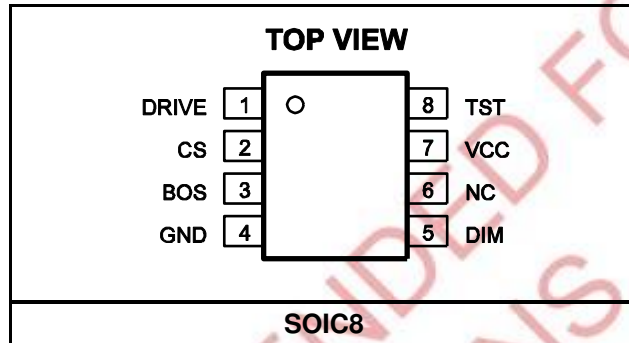 TOP VIEW
DRIVE 1 8 TST
CS 2 7 VCC
BOS 3 6 NC
GND 4 5 DIM
SOIC8